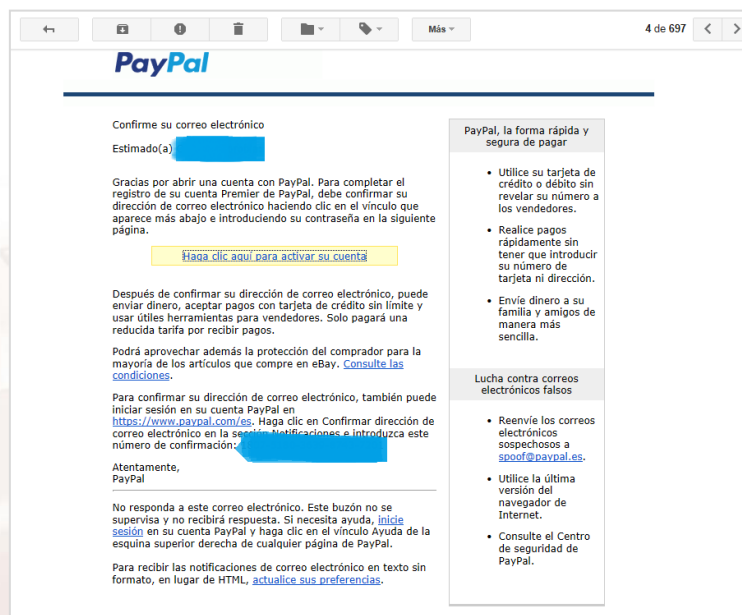 Más
4 de 697
PayPal
Confirme su correo electrónico
Estimado(a)
Gracias por abrir una cuenta con PayPal. Para completar el
registro de su cuenta Premier de PayPal, debe confirmar su
dirección de correo electrónico haciendo clic en el vínculo que
aparece más abajo e introduciendo su contraseña en la siguiente
página.
Haga clic aquí para activar su cuenta
Después de confirmar su dirección de correo electrónico, puede
enviar dinero, aceptar pagos con tarjeta de crédito sin límite y
usar útiles herramientas para vendedores. Solo pagará una
reducida tarifa por recibir pagos.
Podrá aprovechar además la protección del comprador para la
mayoría de los artículos que compre en eBay. Consulte las
condiciones.
Para confirmar su dirección de correo electrónico, también puede
iniciar sesión en su cuenta PayPal en
https://www.paypal.com/es. Haga clic en Confirmar dirección de
correo electrónico en la sección Notificaciones e introduzca este
número de confirmación:
Atentamente,
PayPal
No responda a este correo electrónico. Este buzón no se
supervisa y no recibirá respuesta. Si necesita ayuda, inicie
sesión en su cuenta PayPal y haga clic en el vínculo Ayuda de la
esquina superior derecha de cualquier página de PayPal.
Para recibir las notificaciones de correo electrónico en texto sin
formato, en lugar de HTML, actualice sus preferencias.
PayPal, la forma rápida y
segura de pagar
• Utilice su tarjeta de
crédito o débito sin
revelar su número a
los vendedores.
• Realice pagos
rápidamente sin
tener que introducir
su número de
tarjeta ni dirección.
• Envíe dinero a su
familia y amigos de
manera más
sencilla.
Lucha contra correos
electrónicos falsos
• Reenvíe los correos
electrónicos
sospechosos a
spoof@paypal.es.
• Utilice la última
versión del
navegador de
Internet.
• Consulte el Centro
de seguridad de
PayPal.